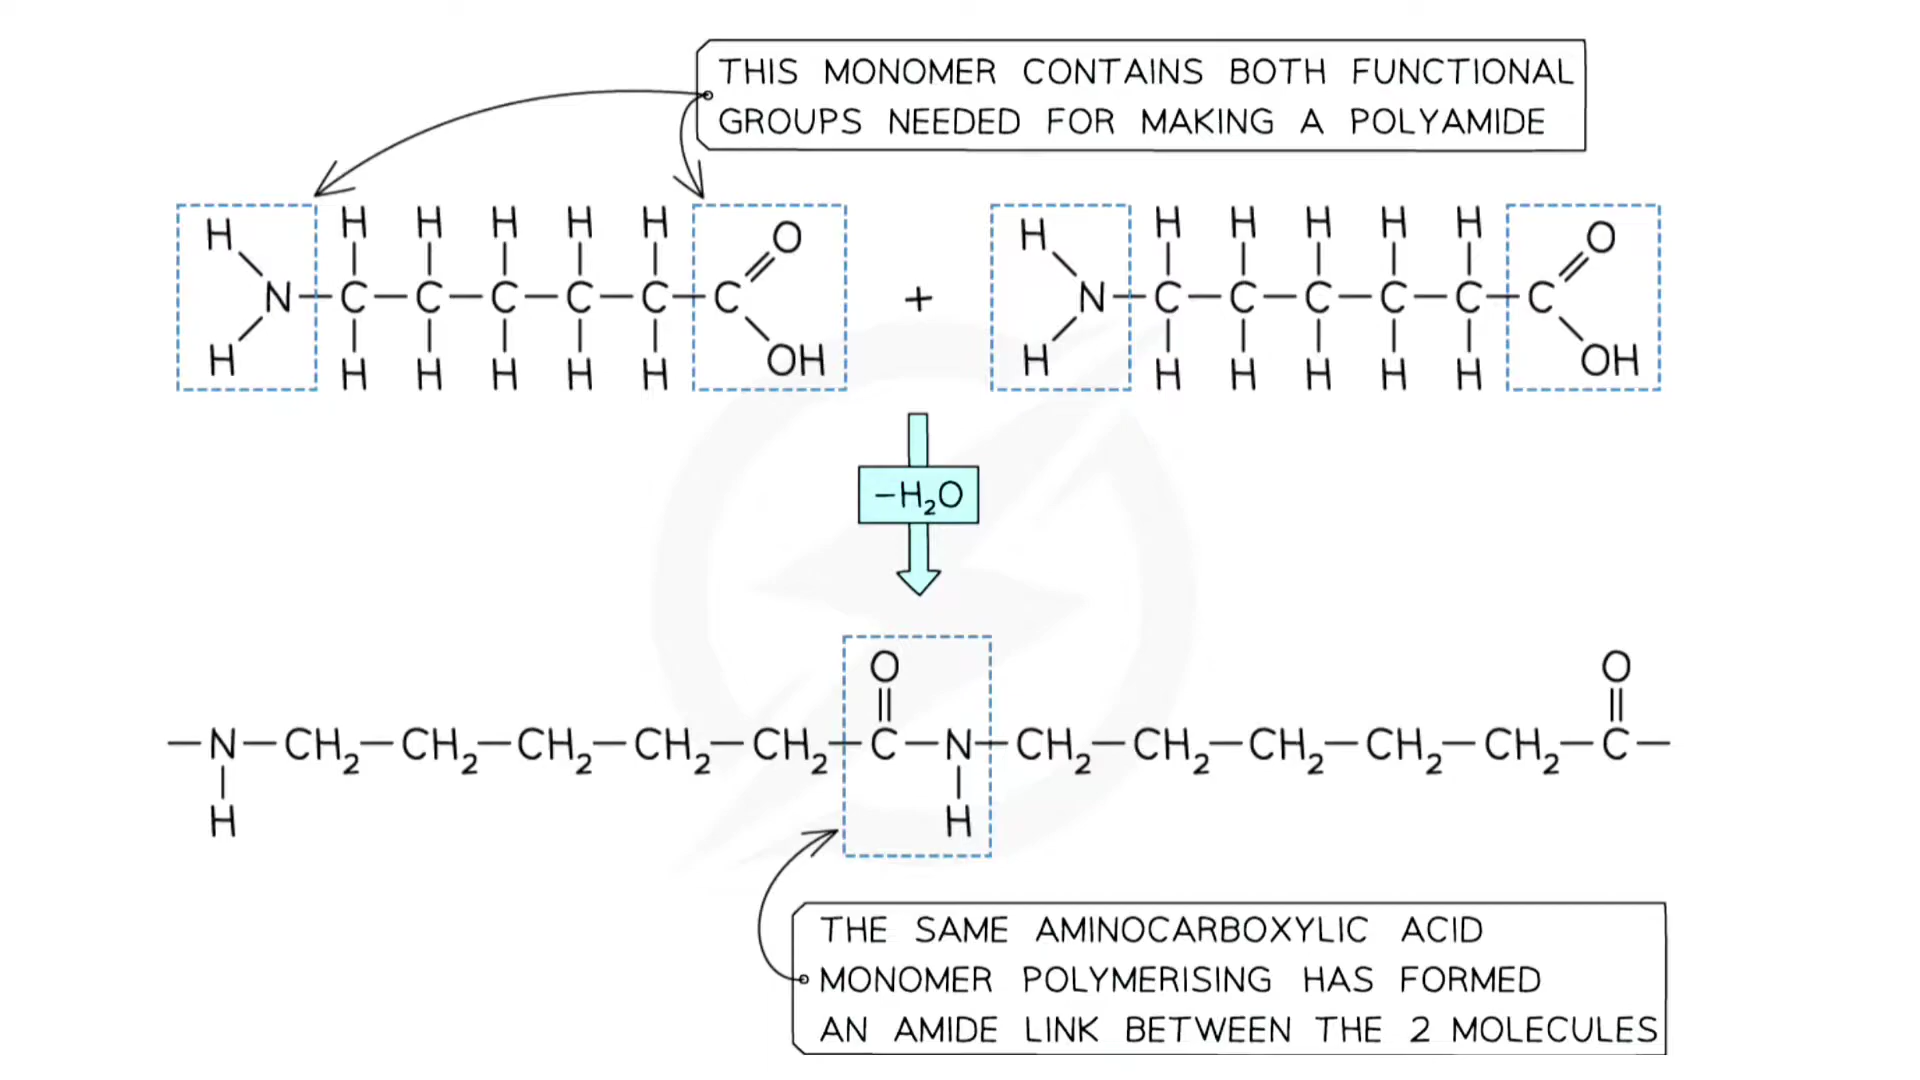 THIS MONOMER CONTAINS BOTH FUNCTIONAL
GROUPS NEEDED FOR MAKING A POLYAMIDE
H H H H H H O H H H H H H O
N—C—C—C—C—C—C + N—C—C—C—C—C—C
H H H H H H OH H H H H H H OH
−H₂O
O O
—N—CH₂—CH₂—CH₂—CH₂—CH₂—C—N—CH₂—CH₂—CH₂—CH₂—CH₂—C—
H H
THE SAME AMINOCARBOXYLIC ACID
MONOMER POLYMERISING HAS FORMED
AN AMIDE LINK BETWEEN THE 2 MOLECULES